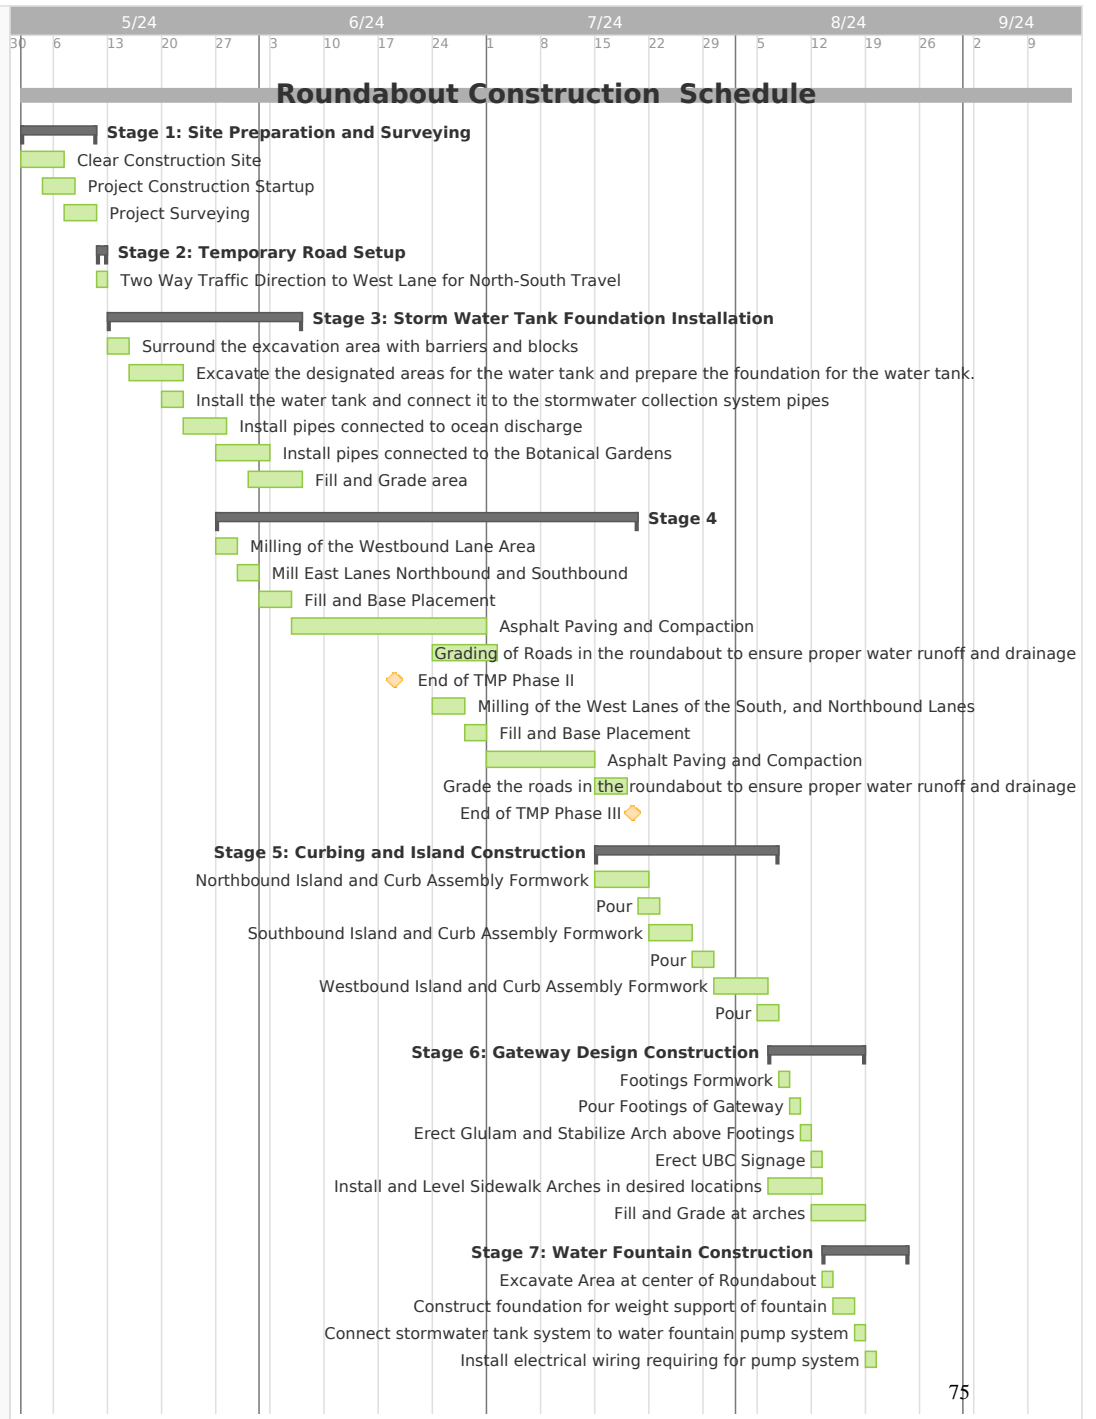 5/24 6/24 7/24 8/24 9/24
30 6 13 20 27 3 10 17 24 1 8 15 22 29 5 12 19 26 2 9
Roundabout Construction Schedule
Stage 1: Site Preparation and Surveying
Clear Construction Site
Project Construction Startup
Project Surveying
Stage 2: Temporary Road Setup
Two Way Traffic Direction to West Lane for North-South Travel
Stage 3: Storm Water Tank Foundation Installation
Surround the excavation area with barriers and blocks
Excavate the designated areas for the water tank and prepare the foundation for the water tank.
Install the water tank and connect it to the stormwater collection system pipes
Install pipes connected to ocean discharge
Install pipes connected to the Botanical Gardens
Fill and Grade area
Stage 4
Milling of the Westbound Lane Area
Mill East Lanes Northbound and Southbound
Fill and Base Placement
Asphalt Paving and Compaction
Grading of Roads in the roundabout to ensure proper water runoff and drainage
End of TMP Phase II
Milling of the West Lanes of the South, and Northbound Lanes
Fill and Base Placement
Asphalt Paving and Compaction
Grade the roads in the roundabout to ensure proper water runoff and drainage
End of TMP Phase III
Stage 5: Curbing and Island Construction
Northbound Island and Curb Assembly Formwork
Pour
Southbound Island and Curb Assembly Formwork
Pour
Westbound Island and Curb Assembly Formwork
Pour
Stage 6: Gateway Design Construction
Footings Formwork
Pour Footings of Gateway
Erect Glulam and Stabilize Arch above Footings
Erect UBC Signage
Install and Level Sidewalk Arches in desired locations
Fill and Grade at arches
Stage 7: Water Fountain Construction
Excavate Area at center of Roundabout
Construct foundation for weight support of fountain
Connect stormwater tank system to water fountain pump system
Install electrical wiring requiring for pump system
75